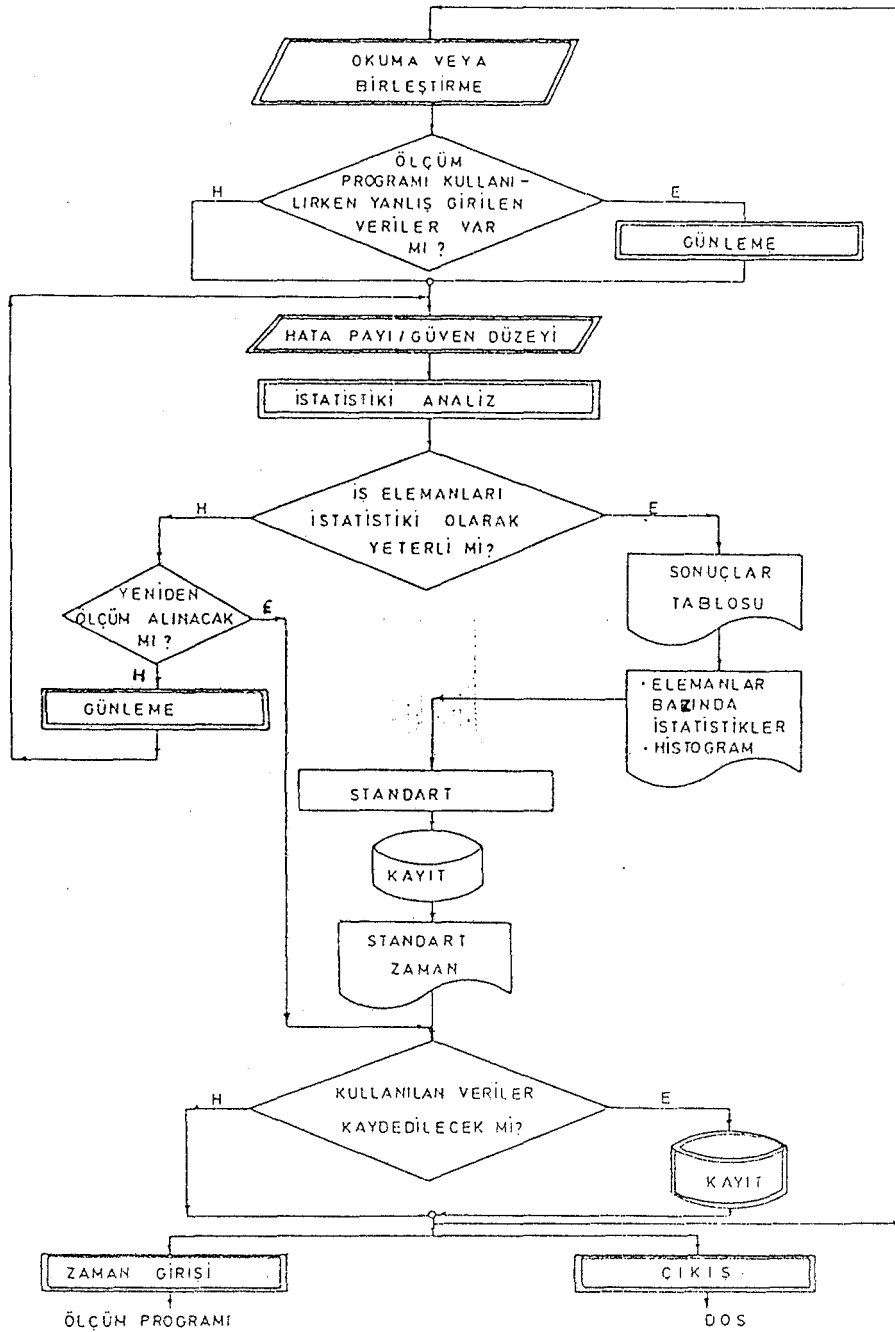 OKUMA VEYA
BİRLEŞTİRME
ÖLÇÜM
PROGRAMI KULLANI-
LIRKEN YANLIŞ GİRİLEN
VERİLER VAR
MI ?
H
E
GÜNLEME
HATA PAYI / GÜVEN DÜZEYİ
İSTATİSTİKİ ANALİZ
İŞ ELEMANLARI
İSTATİSTİKİ OLARAK
YETERLİ Mİ?
H
E
YENİDEN
ÖLÇÜM ALINACAK
MI ?
E
H
GÜNLEME
SONUÇLAR
TABLOSU
· ELEMANLAR
BAZINDA
İSTATİSTİKLER
· HISTOGRAM
STANDART
KAYIT
STANDART
ZAMAN
KULLANILAN VERİLER
KAYDEDİLECEK Mİ?
H
E
KAYIT
ZAMAN GİRİŞİ
ÇIKIŞ
ÖLÇÜM PROGRAMI
DOS